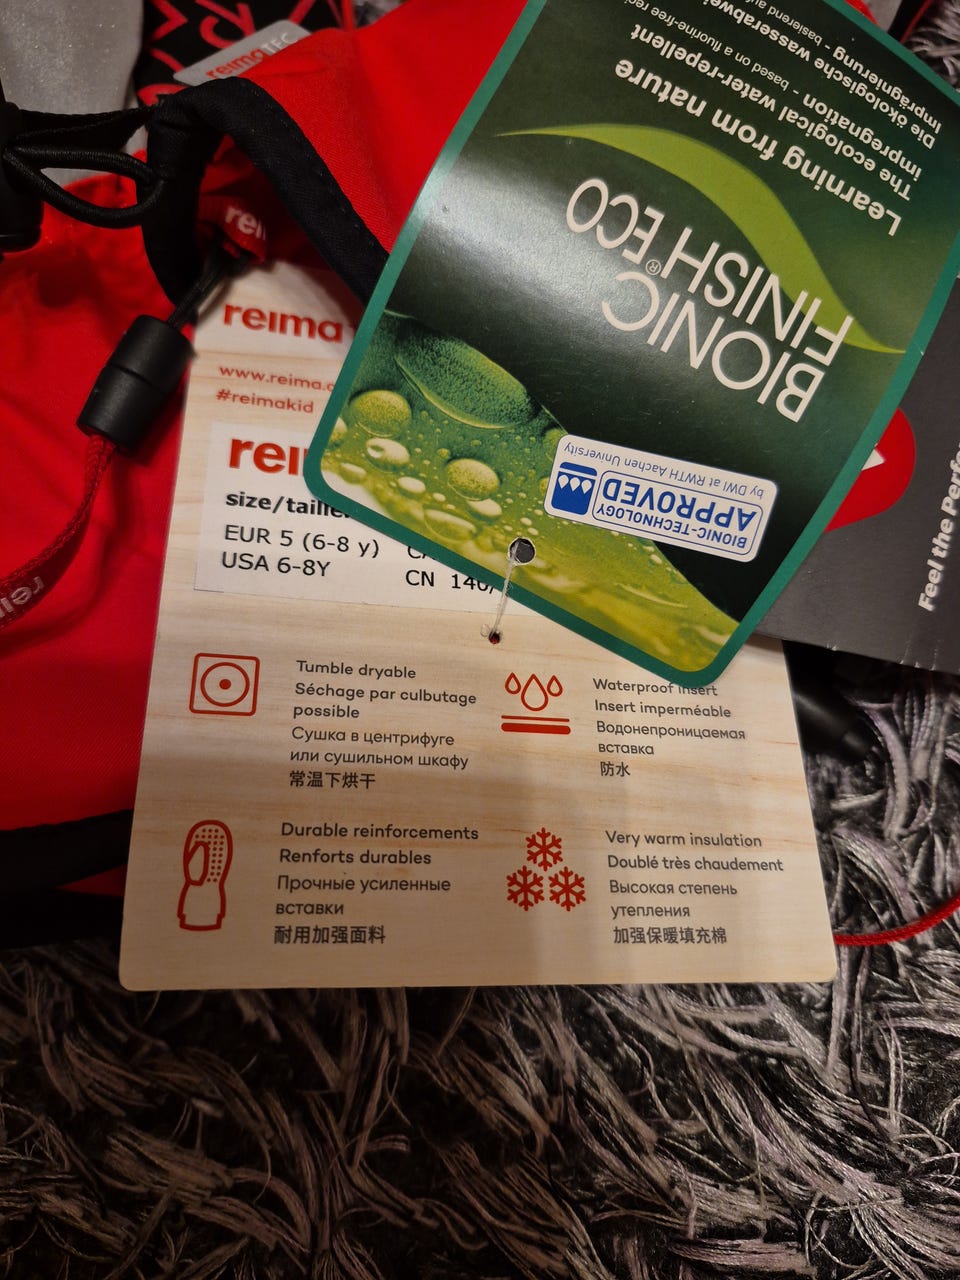 reimaTEC
reima
reima
www.reima.
#reimakid
size/taille
EUR 5 (6-8 y)
USA 6-8Y
CN 140/
Tumble dryable
Séchage par culbutage
possible
Сушка в центрифуге
или сушильном шкафу
常温下烘干
Waterproof insert
Insert imperméable
Водонепроницаемая
вставка
防水
Durable reinforcements
Renforts durables
Прочные усиленные
вставки
耐用加强面料
Very warm insulation
Doublé très chaudement
Высокая степень
утепления
加强保暖填充棉
BIONIC-TECHNOLOGY
APPROVED
by DWI at RWTH Aachen University
BIONIC
FINISH®ECO
Learning from nature
The ecological water-repellent
impregnation - based on a fluorine-free
Die ökologische wasserabwei
imprägnierung - basierend
Feel the Perfe